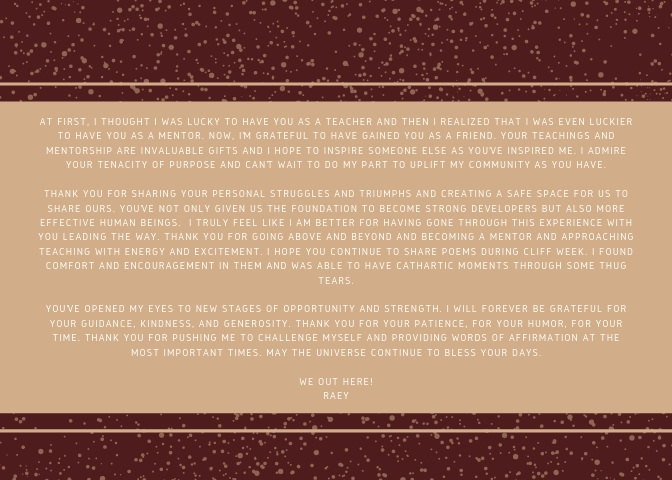 AT FIRST, I THOUGHT I WAS LUCKY TO HAVE YOU AS A TEACHER AND THEN I REALIZED THAT I WAS EVEN LUCKIER
TO HAVE YOU AS A MENTOR. NOW, I'M GRATEFUL TO HAVE GAINED YOU AS A FRIEND. YOUR TEACHINGS AND
MENTORSHIP ARE INVALUABLE GIFTS AND I HOPE TO INSPIRE SOMEONE ELSE AS YOU'VE INSPIRED ME. I ADMIRE
YOUR TENACITY OF PURPOSE AND CAN'T WAIT TO DO MY PART TO UPLIFT MY COMMUNITY AS YOU HAVE.
THANK YOU FOR SHARING YOUR PERSONAL STRUGGLES AND TRIUMPHS AND CREATING A SAFE SPACE FOR US TO
SHARE OURS. YOU'VE NOT ONLY GIVEN US THE FOUNDATION TO BECOME STRONG DEVELOPERS BUT ALSO MORE
EFFECTIVE HUMAN BEINGS. I TRULY FEEL LIKE I AM BETTER FOR HAVING GONE THROUGH THIS EXPERIENCE WITH
YOU LEADING THE WAY. THANK YOU FOR GOING ABOVE AND BEYOND AND BECOMING A MENTOR AND APPROACHING
TEACHING WITH ENERGY AND EXCITEMENT. I HOPE YOU CONTINUE TO SHARE POEMS DURING CLIFF WEEK. I FOUND
COMFORT AND ENCOURAGEMENT IN THEM AND WAS ABLE TO HAVE CATHARTIC MOMENTS THROUGH SOME THUG
TEARS.
YOU'VE OPENED MY EYES TO NEW STAGES OF OPPORTUNITY AND STRENGTH. I WILL FOREVER BE GRATEFUL FOR
YOUR GUIDANCE, KINDNESS, AND GENEROSITY. THANK YOU FOR YOUR PATIENCE, FOR YOUR HUMOR, FOR YOUR
TIME. THANK YOU FOR PUSHING ME TO CHALLENGE MYSELF AND PROVIDING WORDS OF AFFIRMATION AT THE
MOST IMPORTANT TIMES. MAY THE UNIVERSE CONTINUE TO BLESS YOUR DAYS.
WE OUT HERE!
RAEY